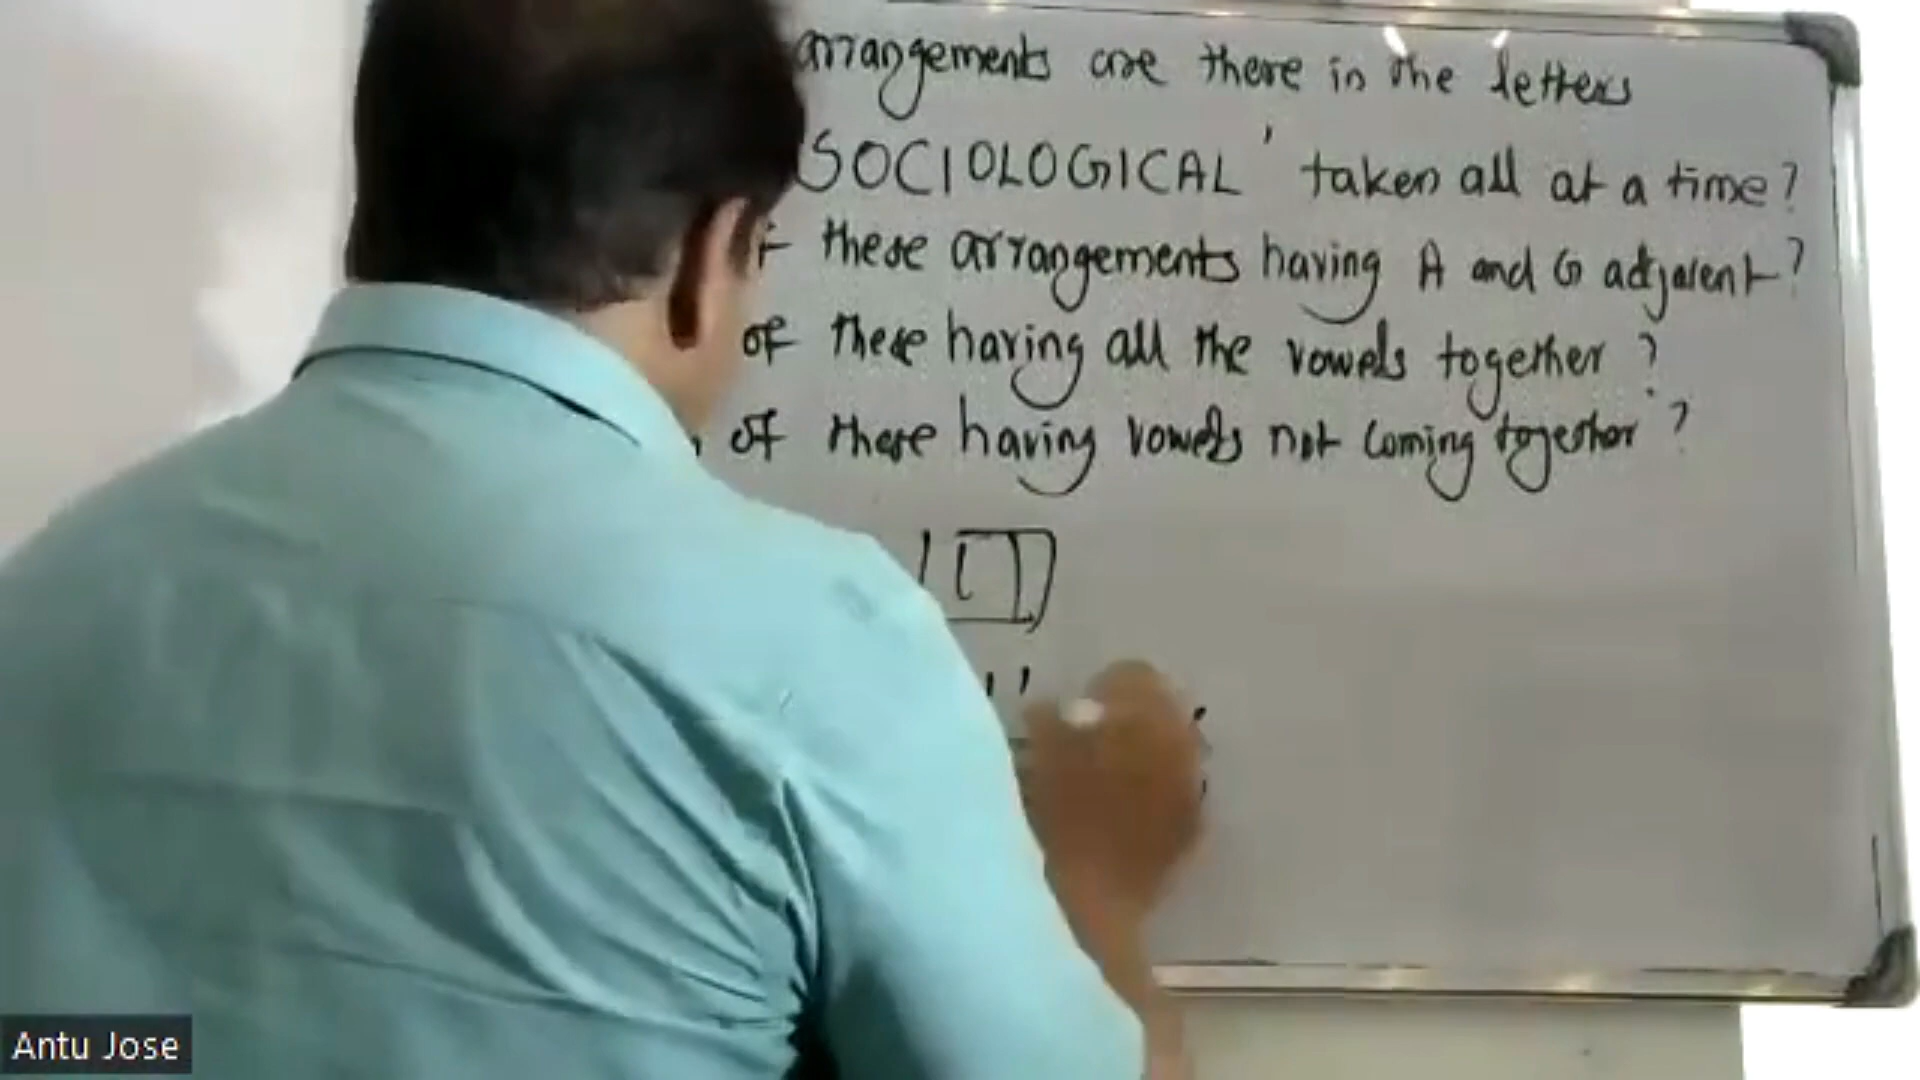 arrangements are there in the letters
'SOCIOLOGICAL' taken all at a time?
these arrangements having A and G adjacent?
of these having all the vowels together?
of these having vowels not coming together?
Antu Jose